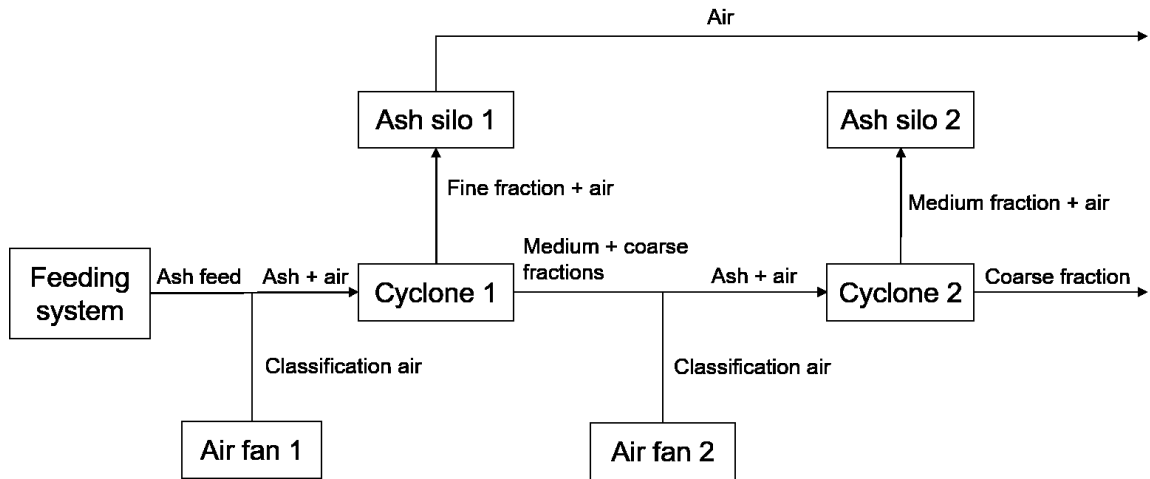 Air
Ash silo 1
Ash silo 2
Fine fraction + air
Medium fraction + air
Feeding
system
Ash feed
Ash + air
Cyclone 1
Medium + coarse
fractions
Ash + air
Cyclone 2
Coarse fraction
Classification air
Classification air
Air fan 1
Air fan 2